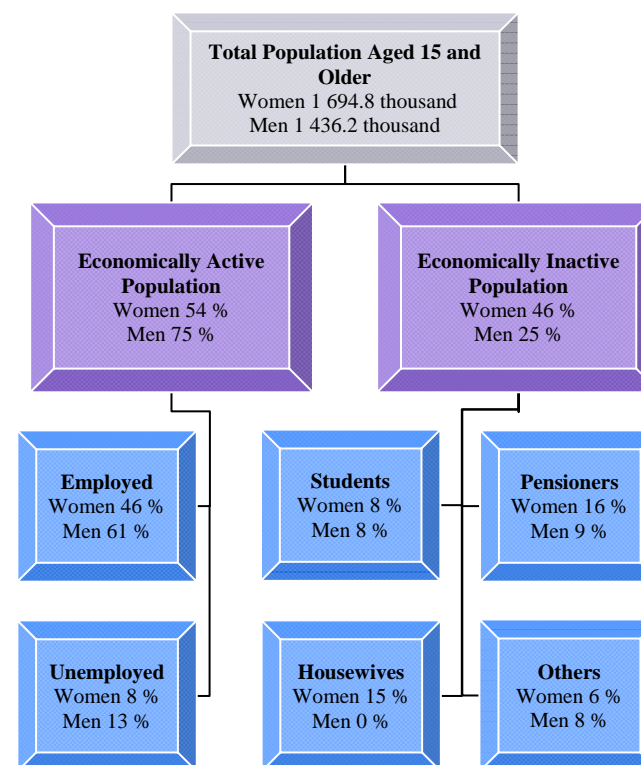 Total Population Aged 15 and
Older
Women 1 694.8 thousand
Men 1 436.2 thousand
Economically Active
Population
Women 54 %
Men 75 %
Economically Inactive
Population
Women 46 %
Men 25 %
Employed
Women 46 %
Men 61 %
Students
Women 8 %
Men 8 %
Pensioners
Women 16 %
Men 9 %
Unemployed
Women 8 %
Men 13 %
Housewives
Women 15 %
Men 0 %
Others
Women 6 %
Men 8 %